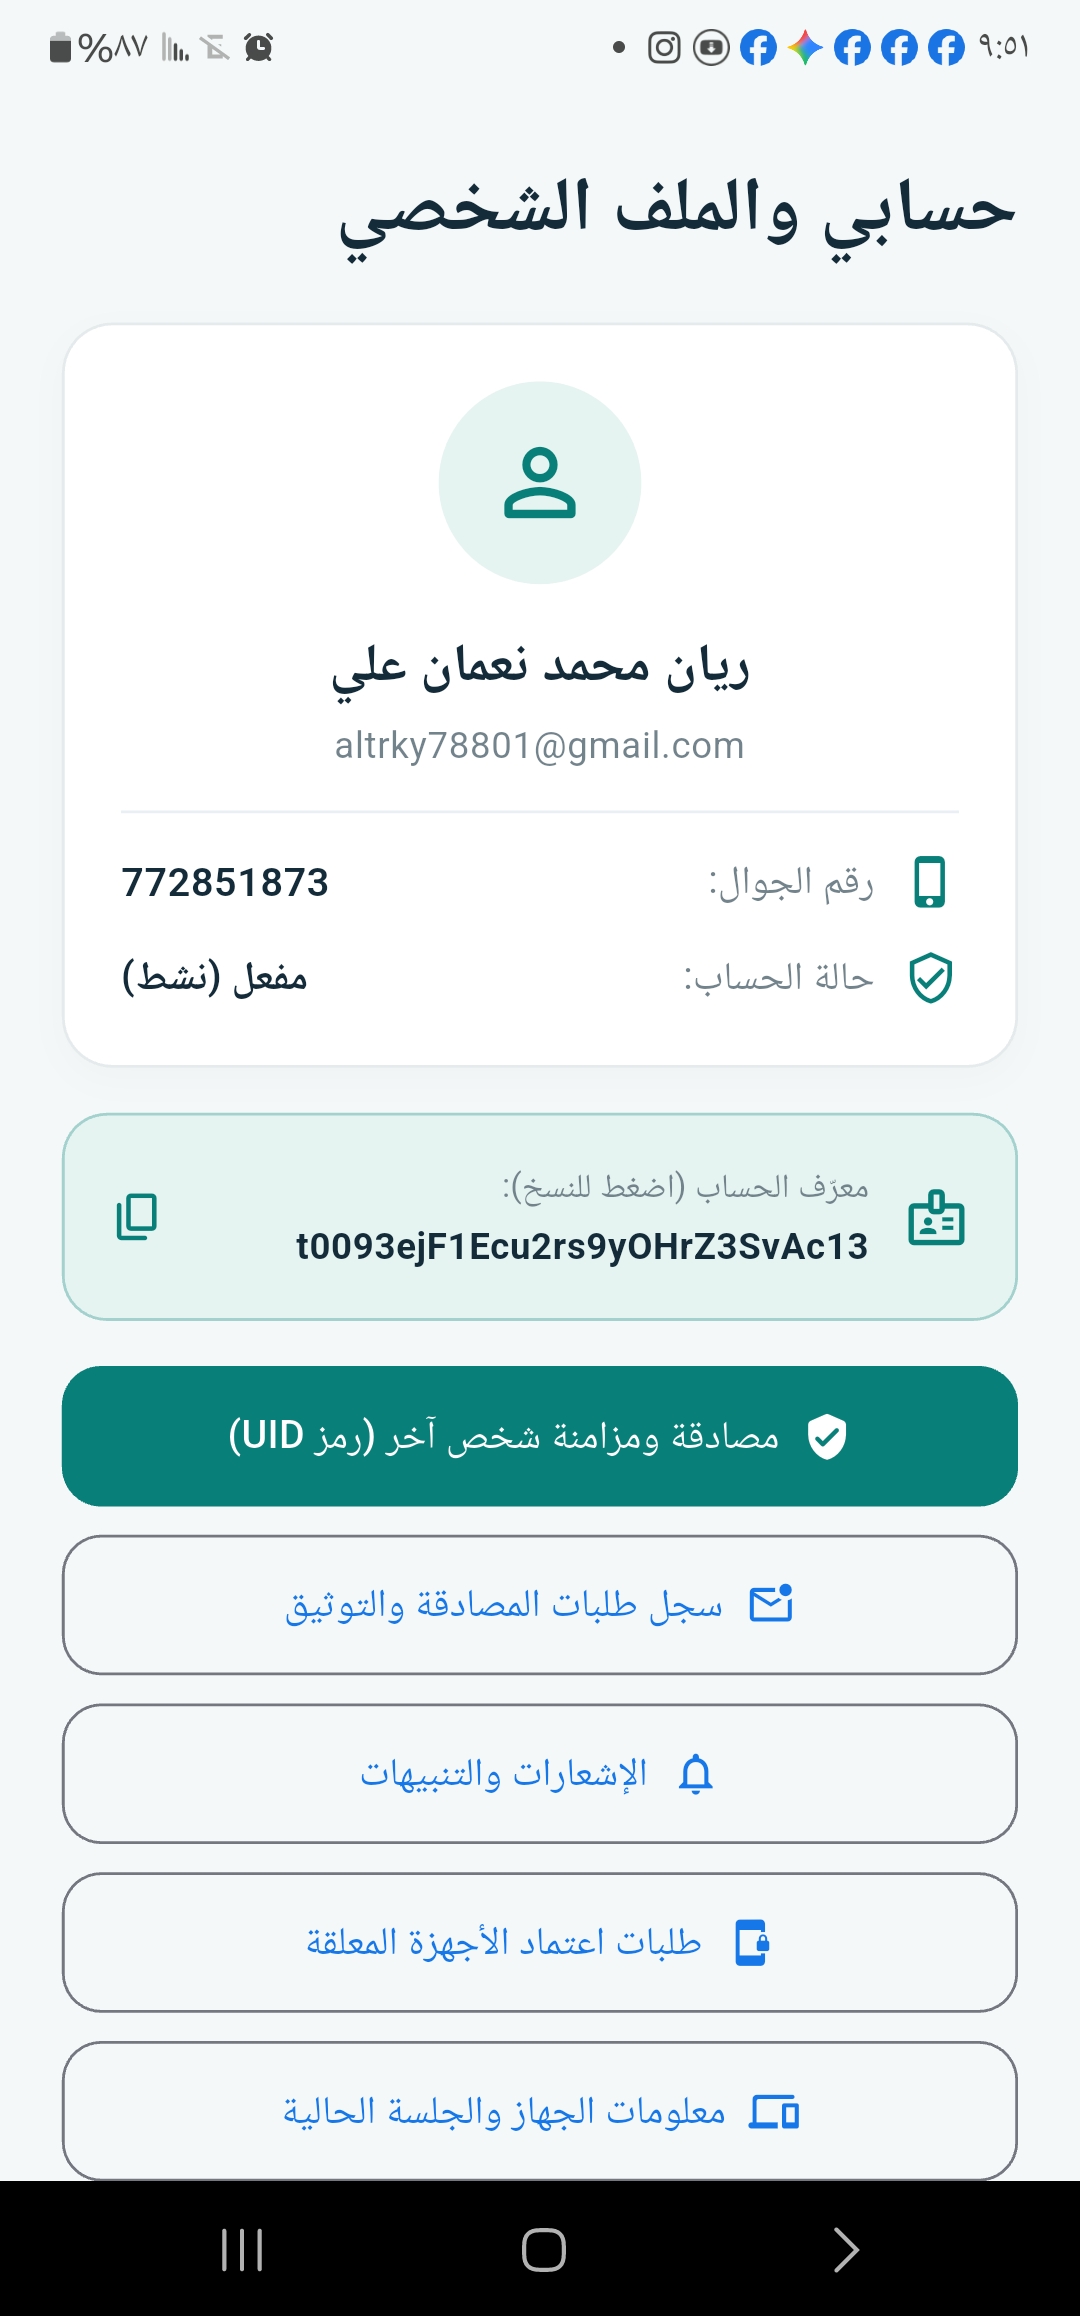 ٩:٥١
%٨٧
حسابي والملف الشخصي
ريان محمد نعمان علي
altrky78801@gmail.com
رقم الجوال: 772851873
حالة الحساب: مفعل (نشط)
معرّف الحساب (اضغط للنسخ):
t0093ejF1Ecu2rs9yOHrZ3SvAc13
مصادقة ومزامنة شخص آخر (رمز UID)
سجل طلبات المصادقة والتوثيق
الإشعارات والتنبيهات
طلبات اعتماد الأجهزة المعلقة
معلومات الجهاز والجلسة الحالية